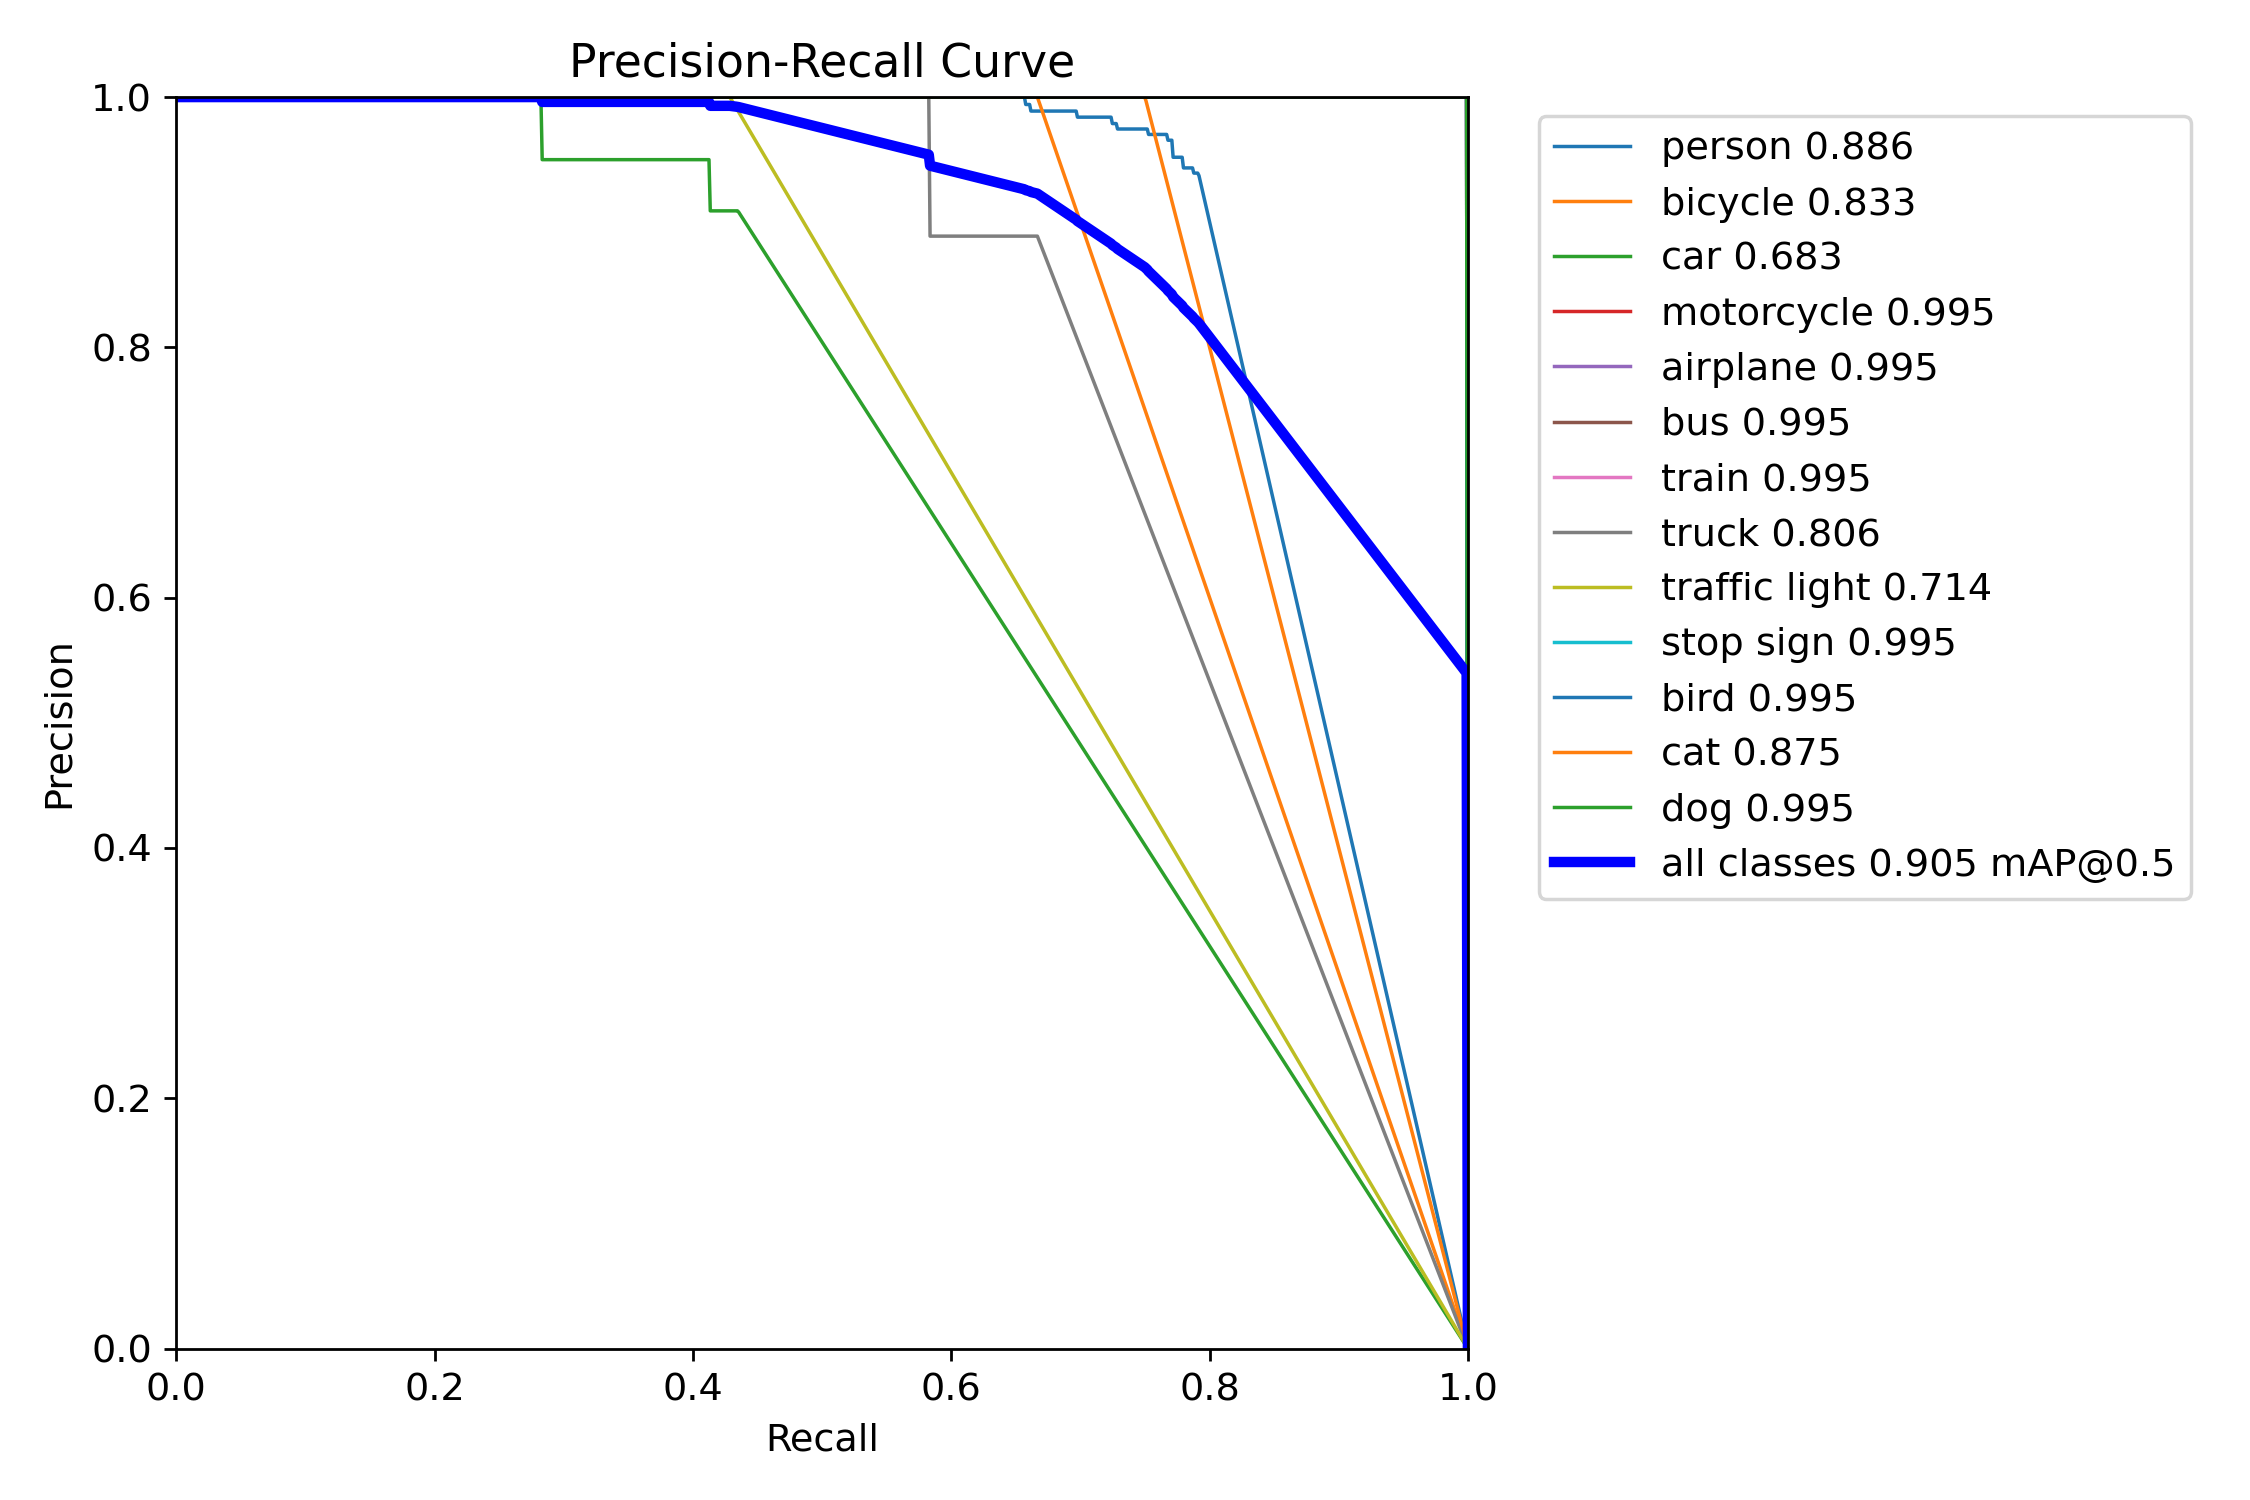 Precision-Recall Curve
1.0
0.8
0.6
0.4
0.2
0.0
Precision
0.0 0.2 0.4 0.6 0.8 1.0
Recall
person 0.886
bicycle 0.833
car 0.683
motorcycle 0.995
airplane 0.995
bus 0.995
train 0.995
truck 0.806
traffic light 0.714
stop sign 0.995
bird 0.995
cat 0.875
dog 0.995
all classes 0.905 mAP@0.5